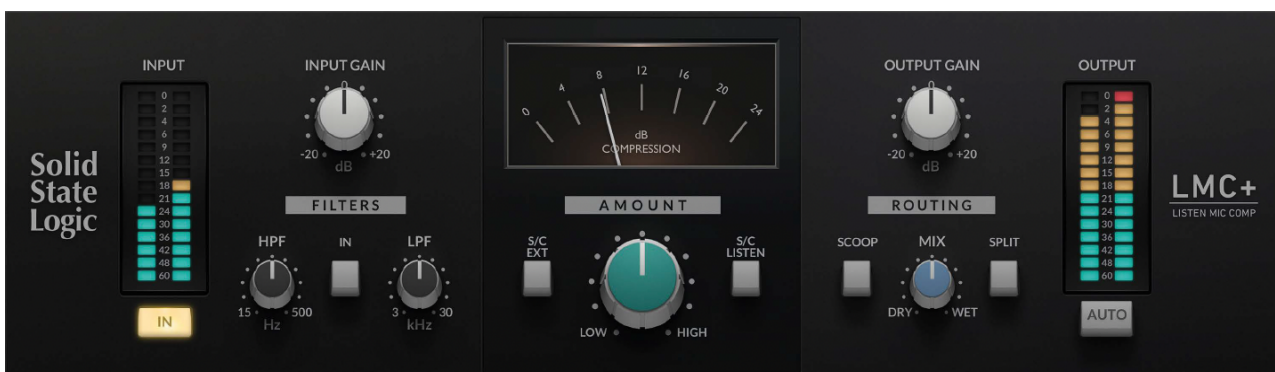 Solid
State
Logic
INPUT
0
2
4
6
9
12
15
18
21
24
30
36
42
48
60
IN
INPUT GAIN
0
-20 +20
dB
FILTERS
HPF
15 500
Hz
IN
LPF
3 30
kHz
0 4 8 12 16 20 24
dB
COMPRESSION
AMOUNT
S/C
EXT
LOW HIGH
S/C
LISTEN
OUTPUT GAIN
0
-20 +20
dB
ROUTING
SCOOP
MIX
DRY WET
SPLIT
OUTPUT
0
2
4
6
9
12
15
18
21
24
30
36
42
48
60
AUTO
LMC+
LISTEN MIC COMP